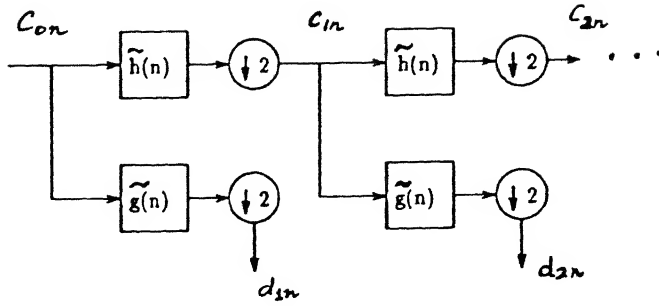 C₀ₙ C₁ₙ C₂ₙ
h̃(n) ↓ 2 h̃(n) ↓ 2 · · ·
g̃(n) ↓ 2 g̃(n) ↓ 2
d₁ₙ d₂ₙ